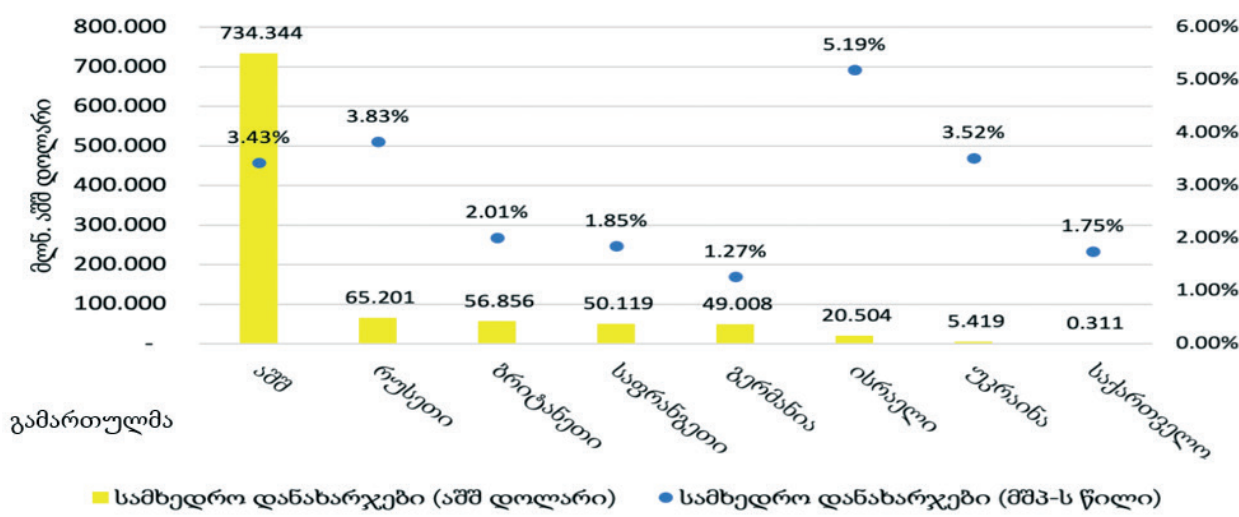 800.000
700.000
600.000
500.000
400.000
300.000
200.000
100.000
-
მლნ. აშშ დოლარი
6.00%
5.00%
4.00%
3.00%
2.00%
1.00%
0.00%
734.344
65.201
56.856
50.119
49.008
20.504
5.419
0.311
3.43%
3.83%
2.01%
1.85%
1.27%
5.19%
3.52%
1.75%
აშშ
რუსეთი
ბრიტანეთი
საფრანგეთი
გერმანია
ისრაელი
უკრაინა
საქართველო
გამართულმა
სამხედრო დანახარჯები (აშშ დოლარი)
სამხედრო დანახარჯები (მშპ-ს წილი)